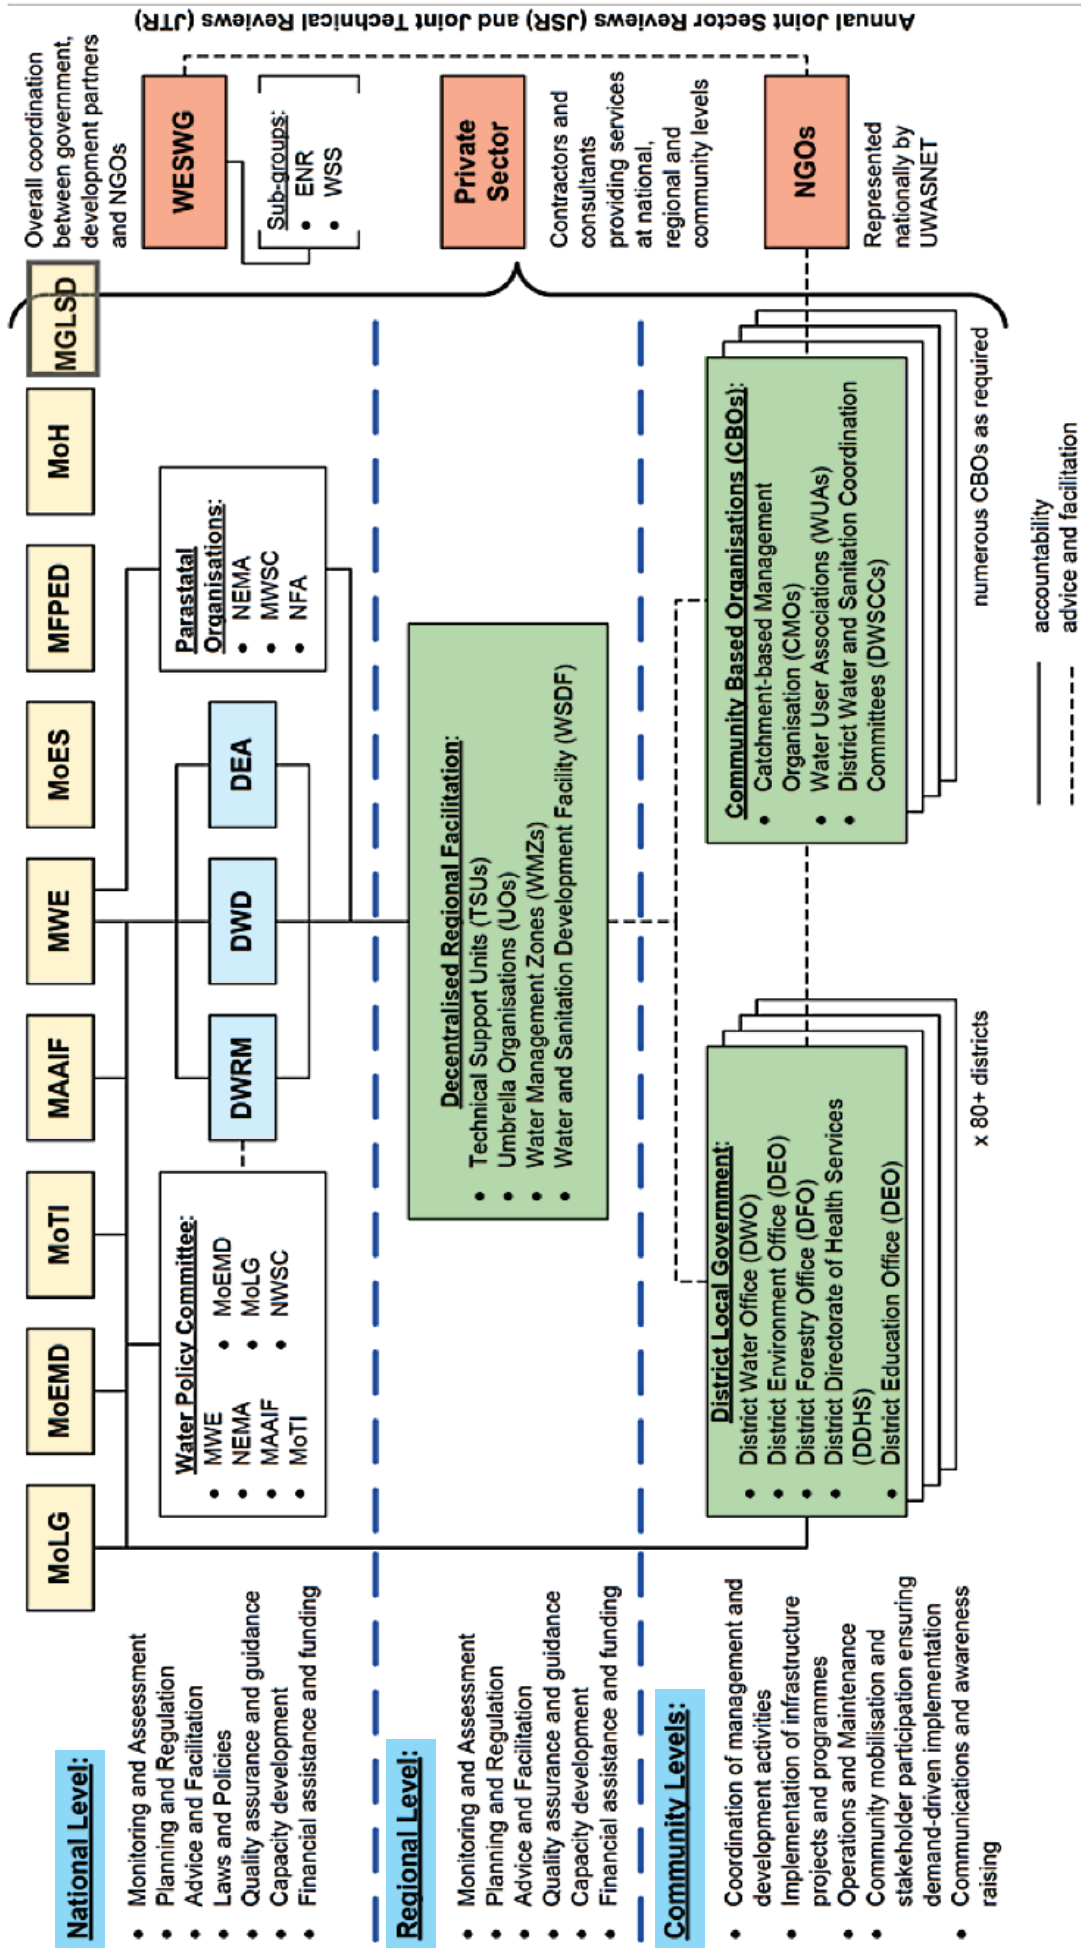 National Level:
• Monitoring and Assessment
• Planning and Regulation
• Advice and Facilitation
• Laws and Policies
• Quality assurance and guidance
• Capacity development
• Financial assistance and funding
MoLG
MoEMD
MoTI
MAAIF
MWE
MoES
MFPED
MoH
MGLSD
Water Policy Committee:
• MWE
• NEMA
• MAAIF
• MoTI
• MoEMD
• MoLG
• NWSC
DWRM
DWD
DEA
Parastatal
Organisations:
• NEMA
• MWSC
• NFA
Regional Level:
• Monitoring and Assessment
• Planning and Regulation
• Advice and Facilitation
• Quality assurance and guidance
• Capacity development
• Financial assistance and funding
Decentralised Regional Facilitation:
• Technical Support Units (TSUs)
• Umbrella Organisations (UOs)
• Water Management Zones (WMZs)
• Water and Sanitation Development Facility (WSDF)
Community Levels:
• Coordination of management and
development activities
• Implementation of infrastructure
projects and programmes
• Operations and Maintenance
• Community mobilisation and
stakeholder participation ensuring
demand-driven implementation
• Communications and awareness
raising
District Local Government:
• District Water Office (DWO)
• District Environment Office (DEO)
• District Forestry Office (DFO)
• District Directorate of Health Services
(DDHS)
• District Education Office (DEO)
x 80+ districts
Community Based Organisations (CBOs):
• Catchment-based Management
Organisation (CMOs)
• Water User Associations (WUAs)
• District Water and Sanitation Coordination
Committees (DWSCCs)
numerous CBOs as required
accountability
advice and facilitation
Overall coordination
between government,
development partners
and NGOs
WESWG
Sub-groups:
• ENR
• WSS
Private
Sector
Contractors and
consultants
providing services
at national,
regional and
community levels
NGOs
Represented
nationally by
UWASNET
Annual Joint Sector Reviews (JSR) and Joint Technical Reviews (JTR)